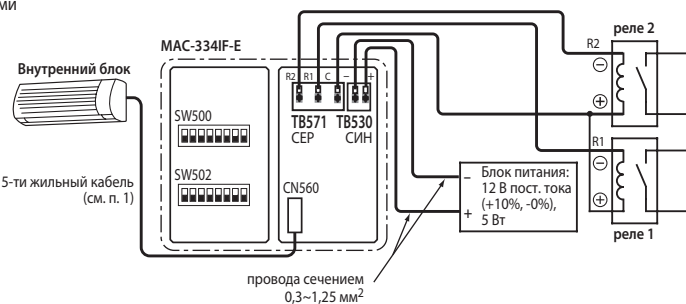 ми
реле 2
R2
MAC-334IF-E
Внутренний блок
R2 R1 C – +
TB571 TB530
СЕР СИН
SW500
SW502
CN560
5-ти жильный кабель
(см. п. 1)
– Блок питания:
12 В пост. тока
(+10%, -0%),
+ 5 Вт
R1
–
+
–
+
реле 1
провода сечением
0,3~1,25 мм2